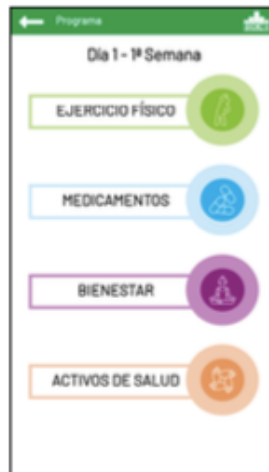 Programa
Día 1 - 1ª Semana
EJERCICIO FÍSICO
MEDICAMENTOS
BIENESTAR
ACTIVOS DE SALUD